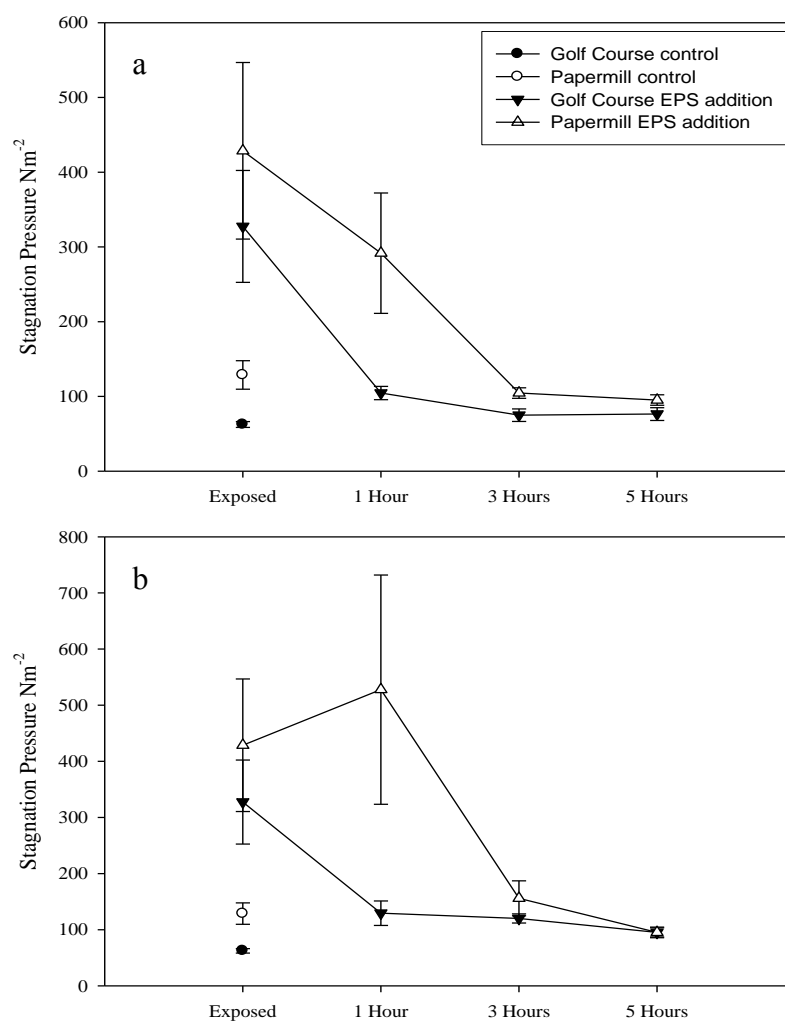 600
a
Golf Course control
Papermill control
Golf Course EPS addition
Papermill EPS addition
500
400
300
200
100
0
Stagnation Pressure Nm-2
Exposed 1 Hour 3 Hours 5 Hours
800
b
700
600
500
400
300
200
100
0
Stagnation Pressure Nm-2
Exposed 1 Hour 3 Hours 5 Hours